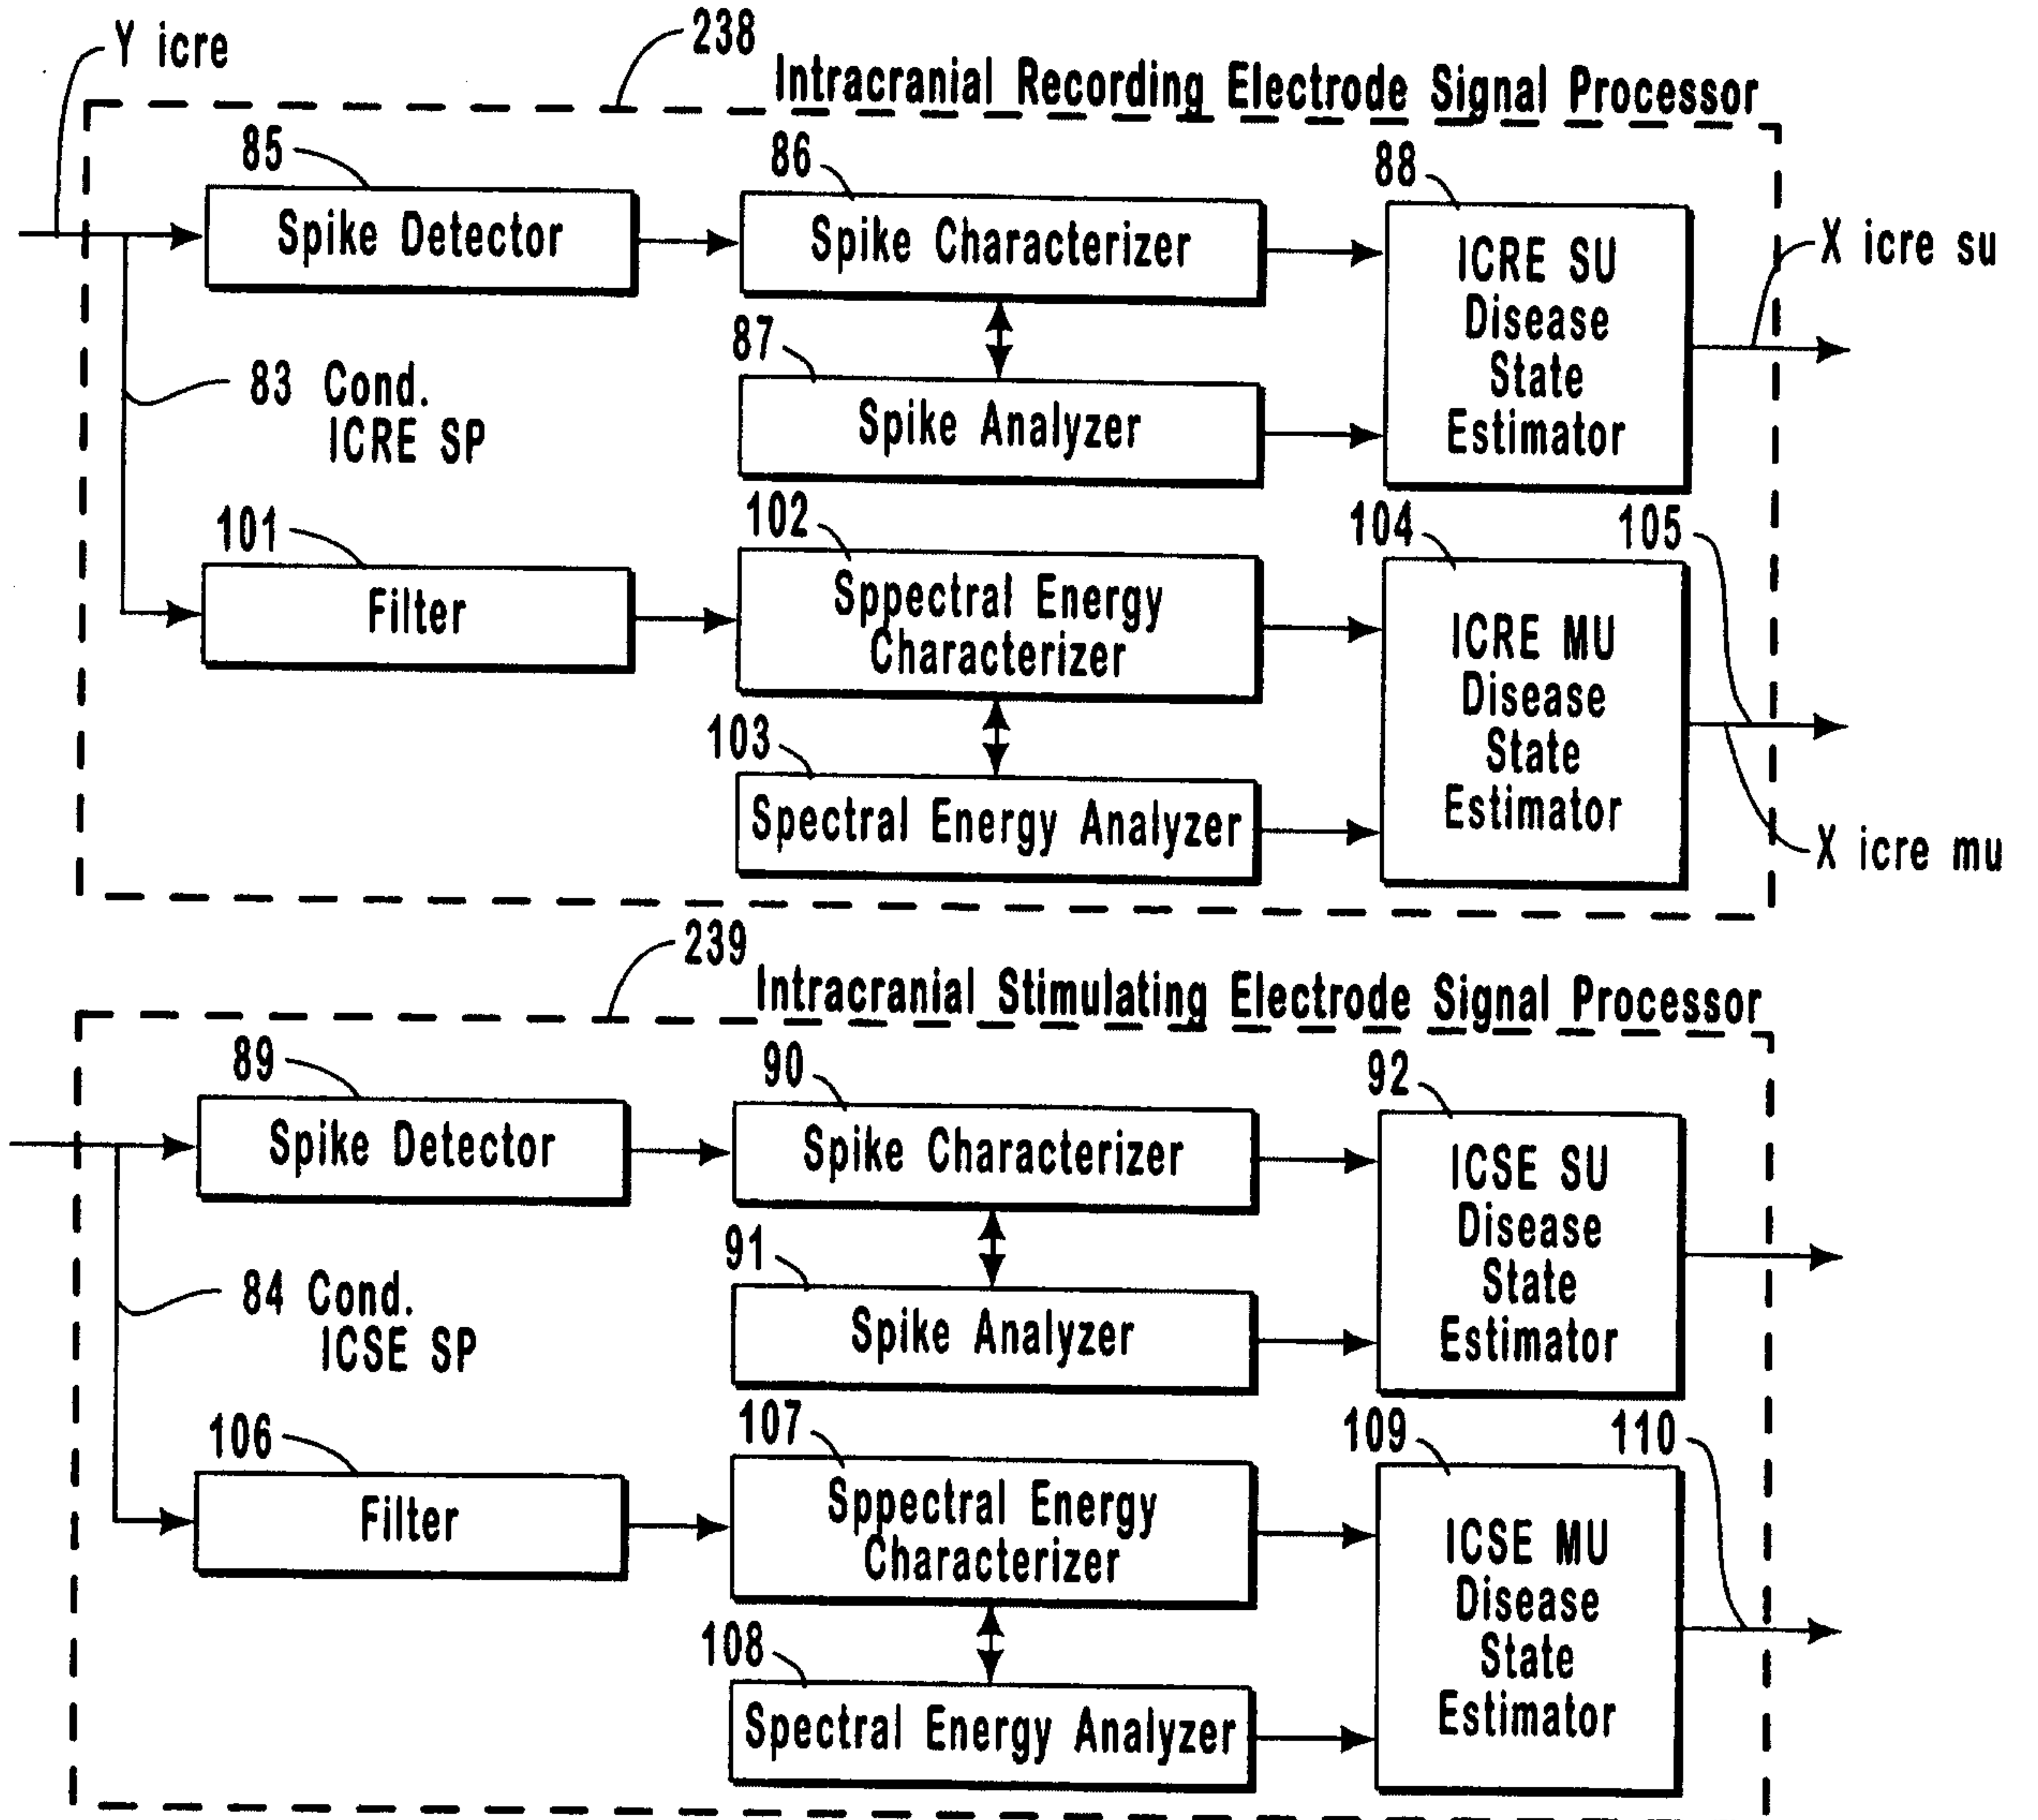 Y icre
238
Intracranial Recording Electrode Signal Processor
85
86
88
Spike Detector
Spike Characterizer
ICRE SU
Disease
State
Estimator
X icre su
87
83 Cond.
ICRE SP
Spike Analyzer
101
102
104
105
Filter
Sppectral Energy
Characterizer
ICRE MU
Disease
State
Estimator
103
Spectral Energy Analyzer
X icre mu
239
Intracranial Stimulating Electrode Signal Processor
89
90
92
Spike Detector
Spike Characterizer
ICSE SU
Disease
State
Estimator
91
84 Cond.
ICSE SP
Spike Analyzer
106
107
109
110
Filter
Sppectral Energy
Characterizer
ICSE MU
Disease
State
Estimator
108
Spectral Energy Analyzer